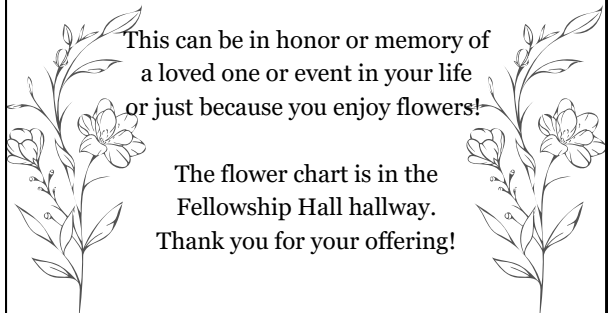 This can be in honor or memory of
a loved one or event in your life
or just because you enjoy flowers!
The flower chart is in the
Fellowship Hall hallway.
Thank you for your offering!